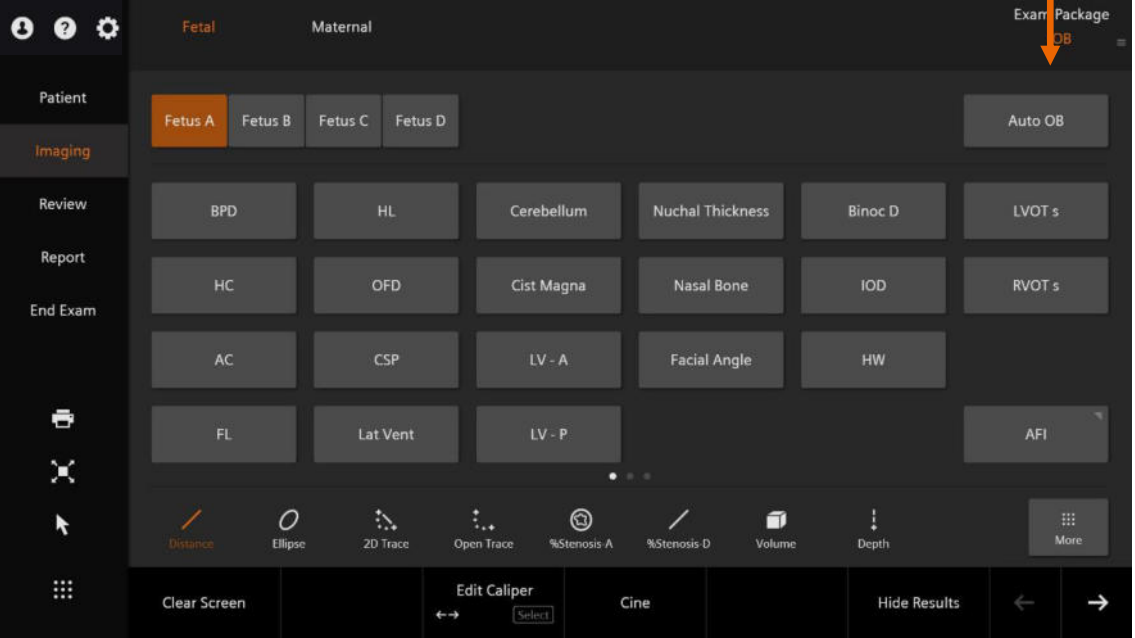 Fetal
Maternal
Exam Package
OB
Patient
Imaging
Review
Report
End Exam
Fetus A
Fetus B
Fetus C
Fetus D
Auto OB
BPD
HL
Cerebellum
Nuchal Thickness
Binoc D
LVOT s
HC
OFD
Cist Magna
Nasal Bone
IOD
RVOT s
AC
CSP
LV - A
Facial Angle
HW
FL
Lat Vent
LV - P
AFI
Distance
Ellipse
2D Trace
Open Trace
%Stenosis-A
%Stenosis-D
Volume
Depth
More
Clear Screen
Edit Caliper
Select
Cine
Hide Results